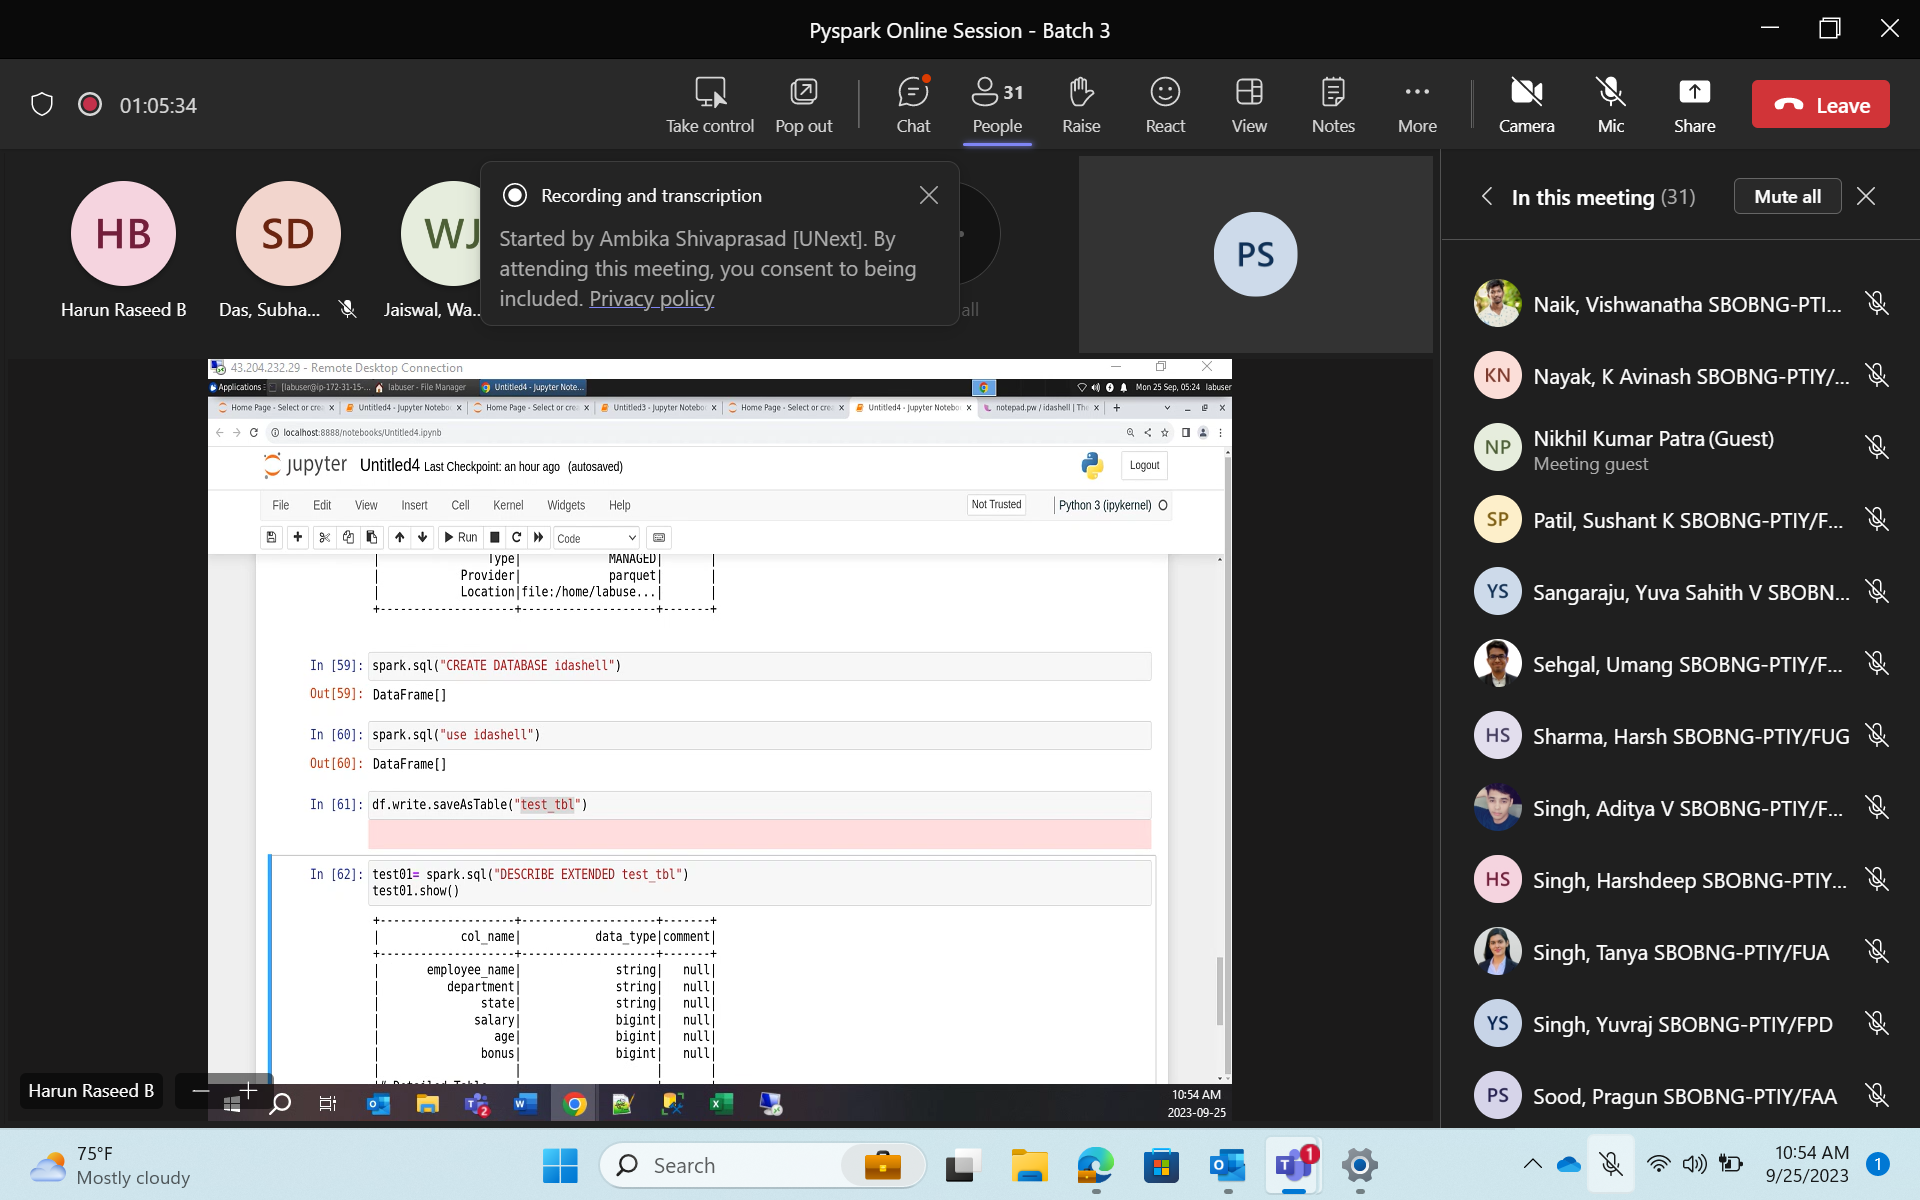 Pyspark Online Session - Batch 3
01:05:34
Take control
Pop out
Chat
People
31
Raise
React
View
Notes
More
Camera
Mic
Share
Leave
HB
SD
WJ
Harun Raseed B
Das, Subha...
Jaiswal, Wa...
Recording and transcription
Started by Ambika Shivaprasad [UNext]. By
attending this meeting, you consent to being
included. Privacy policy
all
PS
43.204.232.29 - Remote Desktop Connection
Applications
[labuser@ip-172-31-15-...
labuser - File Manager
Untitled4 - Jupyter Note...
Mon 25 Sep, 05:24 labuser
Home Page - Select or crea
Untitled4 - Jupyter Notebo
Home Page - Select or crea
Untitled3 - Jupyter Notebo
Home Page - Select or crea
Untitled4 - Jupyter Notebo
notepad.pw / idashell | The
localhost:8888/notebooks/Untitled4.ipynb
jupyter Untitled4 Last Checkpoint: an hour ago (autosaved)
Logout
File Edit View Insert Cell Kernel Widgets Help
Not Trusted
Python 3 (ipykernel)
Run
Code
| Type| MANAGED| |
| Provider| parquet| |
| Location|file:/home/labuse...| |
+--------------------+--------------------+-------+
In [59]: spark.sql("CREATE DATABASE idashell")
Out[59]: DataFrame[]
In [60]: spark.sql("use idashell")
Out[60]: DataFrame[]
In [61]: df.write.saveAsTable("test_tbl")
In [62]: test01= spark.sql("DESCRIBE EXTENDED test_tbl")
test01.show()
+--------------------+--------------------+-------+
| col_name| data_type|comment|
+--------------------+--------------------+-------+
| employee_name| string| null|
| department| string| null|
| state| string| null|
| salary| bigint| null|
| age| bigint| null|
| bonus| bigint| null|
| | | |
|# Detailed Table
10:54 AM
2023-09-25
Harun Raseed B
2
In this meeting (31)
Mute all
Naik, Vishwanatha SBOBNG-PTI...
KN
Nayak, K Avinash SBOBNG-PTIY/...
NP
Nikhil Kumar Patra (Guest)
Meeting guest
SP
Patil, Sushant K SBOBNG-PTIY/F...
YS
Sangaraju, Yuva Sahith V SBOBN...
Sehgal, Umang SBOBNG-PTIY/F...
HS
Sharma, Harsh SBOBNG-PTIY/FUG
Singh, Aditya V SBOBNG-PTIY/F...
HS
Singh, Harshdeep SBOBNG-PTIY...
Singh, Tanya SBOBNG-PTIY/FUA
YS
Singh, Yuvraj SBOBNG-PTIY/FPD
PS
Sood, Pragun SBOBNG-PTIY/FAA
75°F
Mostly cloudy
Search
1
10:54 AM
9/25/2023
1